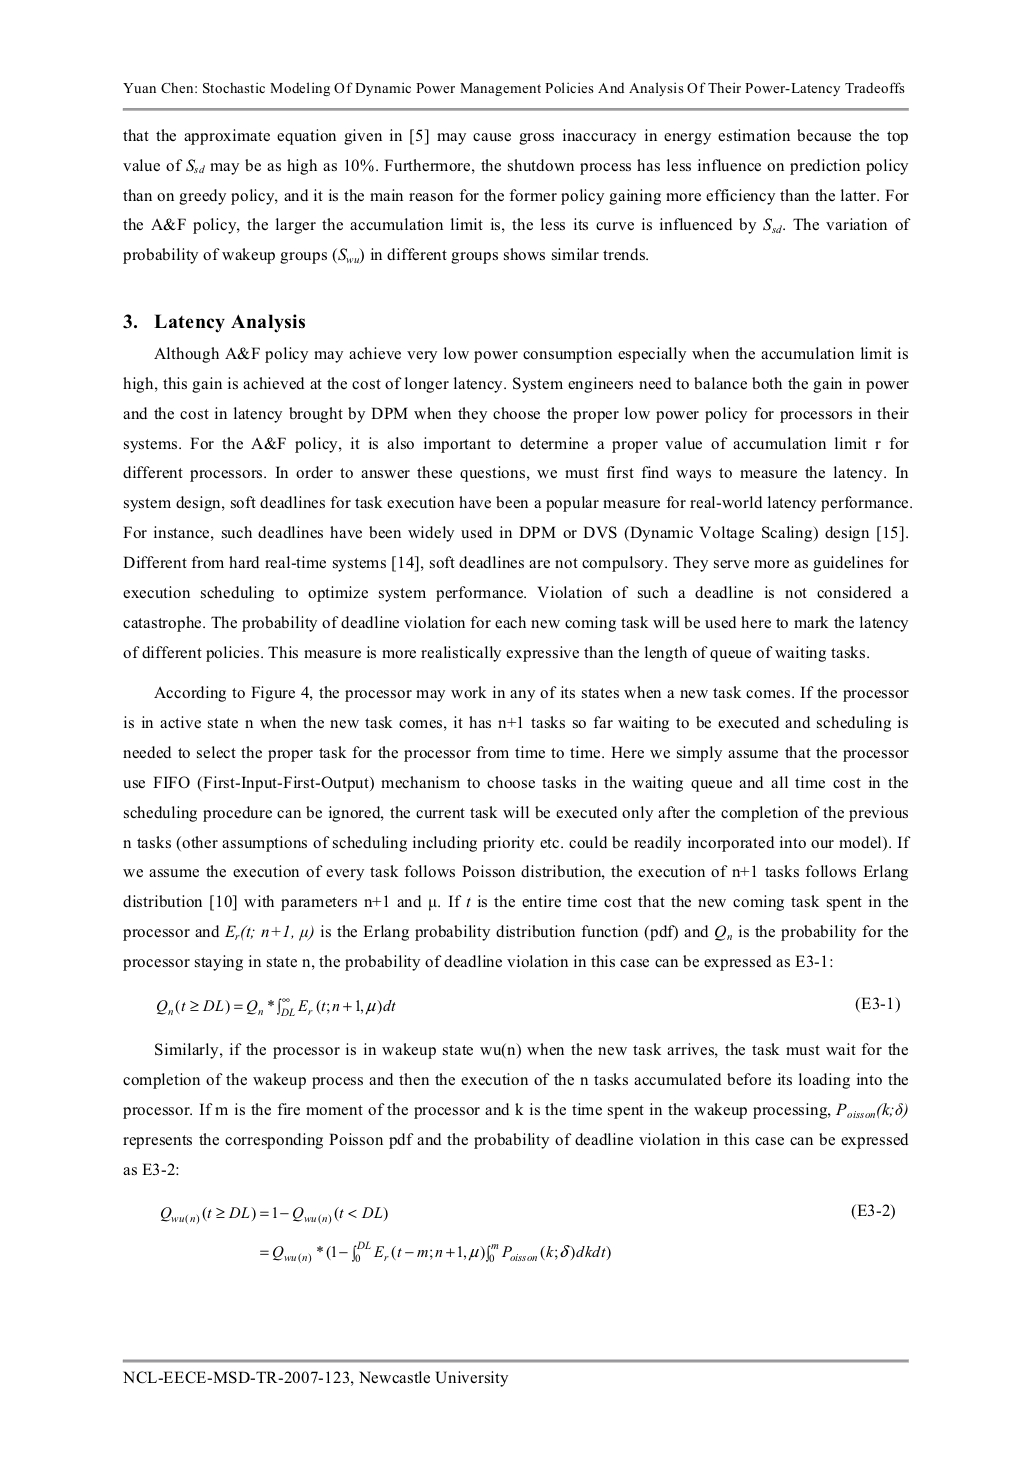 Yuan Chen: Stochastic Modeling Of Dynamic Power Management Policies And Analysis Of Their Power-Latency Tradeoffs
that the approximate equation given in [5] may cause gross inaccuracy in energy estimation because the top
value of S_sd may be as high as 10%. Furthermore, the shutdown process has less influence on prediction policy
than on greedy policy, and it is the main reason for the former policy gaining more efficiency than the latter. For
the A&F policy, the larger the accumulation limit is, the less its curve is influenced by S_sd. The variation of
probability of wakeup groups (S_wu) in different groups shows similar trends.
3. Latency Analysis
Although A&F policy may achieve very low power consumption especially when the accumulation limit is
high, this gain is achieved at the cost of longer latency. System engineers need to balance both the gain in power
and the cost in latency brought by DPM when they choose the proper low power policy for processors in their
systems. For the A&F policy, it is also important to determine a proper value of accumulation limit r for
different processors. In order to answer these questions, we must first find ways to measure the latency. In
system design, soft deadlines for task execution have been a popular measure for real-world latency performance.
For instance, such deadlines have been widely used in DPM or DVS (Dynamic Voltage Scaling) design [15].
Different from hard real-time systems [14], soft deadlines are not compulsory. They serve more as guidelines for
execution scheduling to optimize system performance. Violation of such a deadline is not considered a
catastrophe. The probability of deadline violation for each new coming task will be used here to mark the latency
of different policies. This measure is more realistically expressive than the length of queue of waiting tasks.
According to Figure 4, the processor may work in any of its states when a new task comes. If the processor
is in active state n when the new task comes, it has n+1 tasks so far waiting to be executed and scheduling is
needed to select the proper task for the processor from time to time. Here we simply assume that the processor
use FIFO (First-Input-First-Output) mechanism to choose tasks in the waiting queue and all time cost in the
scheduling procedure can be ignored, the current task will be executed only after the completion of the previous
n tasks (other assumptions of scheduling including priority etc. could be readily incorporated into our model). If
we assume the execution of every task follows Poisson distribution, the execution of n+1 tasks follows Erlang
distribution [10] with parameters n+1 and μ. If t is the entire time cost that the new coming task spent in the
processor and E_r(t; n+1, μ) is the Erlang probability distribution function (pdf) and Q_n is the probability for the
processor staying in state n, the probability of deadline violation in this case can be expressed as E3-1:
Q_n(t ≥ DL) = Q_n * ∫_DL^∞ E_r(t; n+1, μ)dt (E3-1)
Similarly, if the processor is in wakeup state wu(n) when the new task arrives, the task must wait for the
completion of the wakeup process and then the execution of the n tasks accumulated before its loading into the
processor. If m is the fire moment of the processor and k is the time spent in the wakeup processing, P_oisson(k;δ)
represents the corresponding Poisson pdf and the probability of deadline violation in this case can be expressed
as E3-2:
Q_wu(n)(t ≥ DL) = 1 − Q_wu(n)(t < DL) (E3-2)
= Q_wu(n) * (1 − ∫_0^DL E_r(t − m; n+1, μ) ∫_0^m P_oisson(k; δ)dkdt)
NCL-EECE-MSD-TR-2007-123, Newcastle University